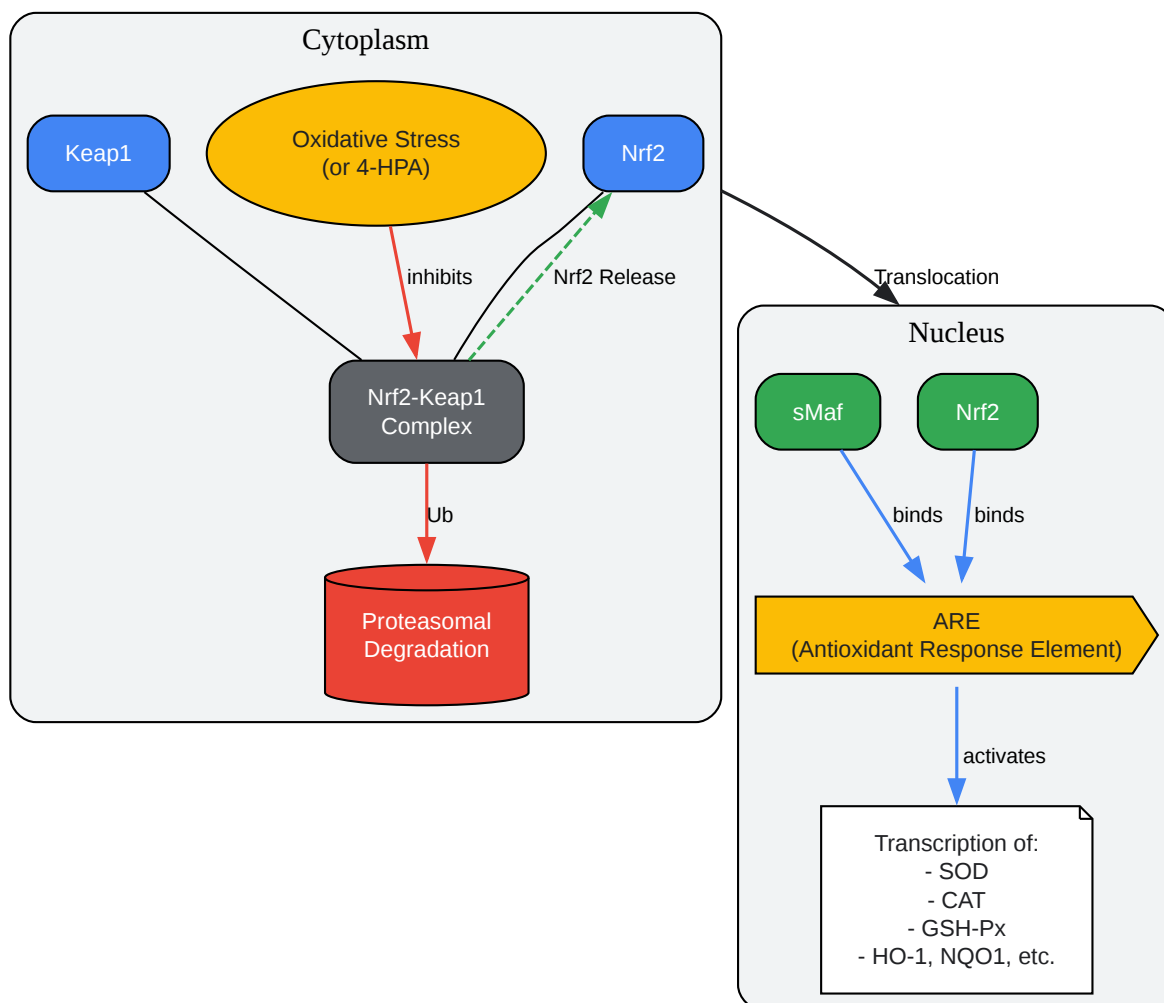 Cytoplasm
Keap1
Oxidative Stress
(or 4-HPA)
Nrf2
inhibits
Nrf2 Release
Translocation
Nrf2-Keap1
Complex
Ub
Proteasomal
Degradation
Nucleus
sMaf
Nrf2
binds
binds
ARE
(Antioxidant Response Element)
activates
Transcription of:
- SOD
- CAT
- GSH-Px
- HO-1, NQO1, etc.